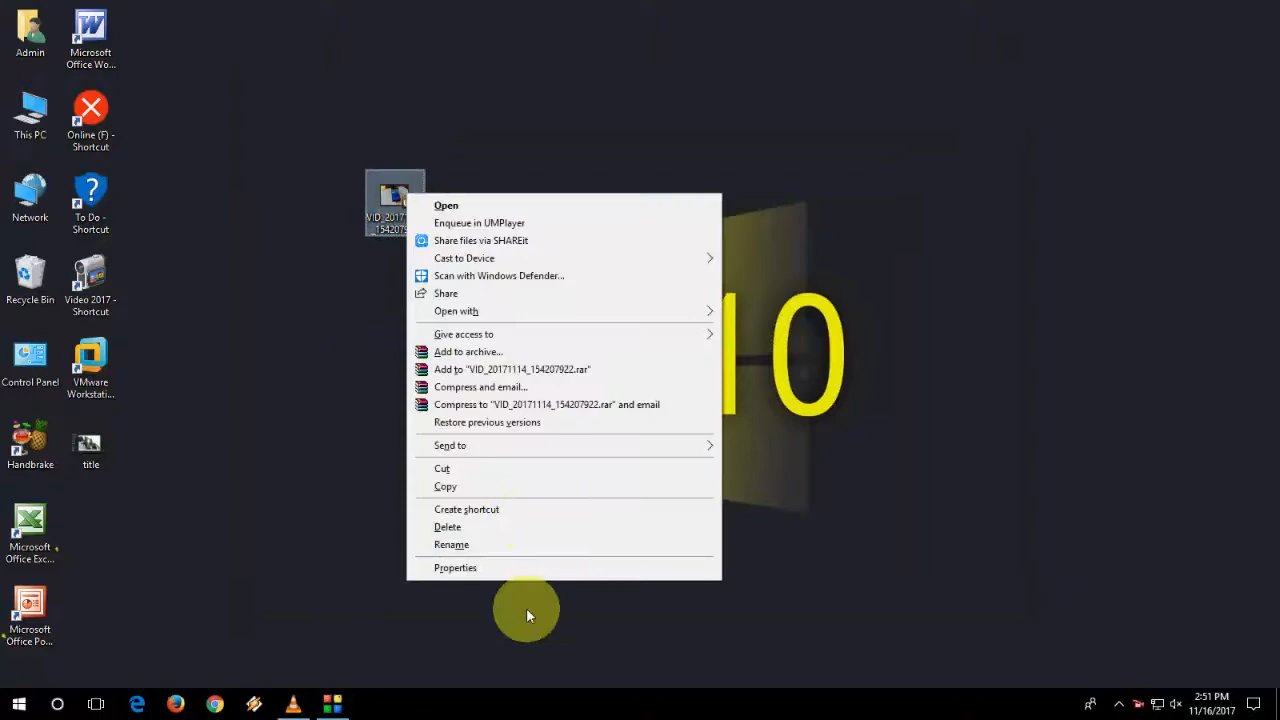 Admin
Microsoft
Office Wo...
This PC
Online (F) -
Shortcut
Network
To Do -
Shortcut
Recycle Bin
Video 2017 -
Shortcut
Control Panel
VMware
Workstati...
Handbrake
title
Microsoft
Office Exc...
Microsoft
Office Po...
VID_2017
_154207
Open
Enqueue in UMPlayer
Share files via SHAREit
Cast to Device
Scan with Windows Defender...
Share
Open with
Give access to
Add to archive...
Add to "VID_20171114_154207922.rar"
Compress and email...
Compress to "VID_20171114_154207922.rar" and email
Restore previous versions
Send to
Cut
Copy
Create shortcut
Delete
Rename
Properties
10
2:51 PM
11/16/2017